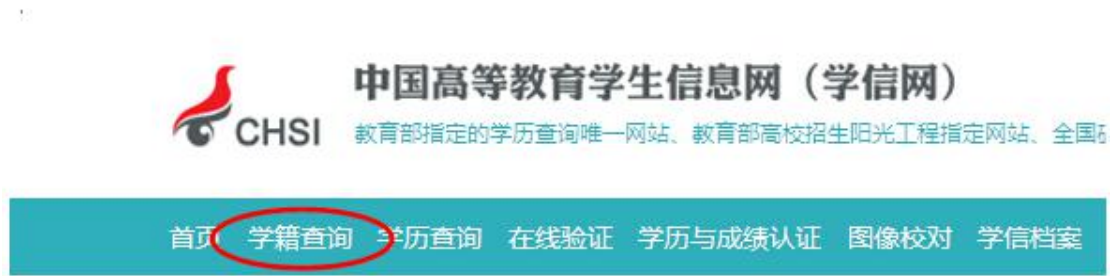 中国高等教育学生信息网（学信网）
CHSI
教育部指定的学历查询唯一网站、教育部高校招生阳光工程指定网站、全国
首页 学籍查询 学历查询 在线验证 学历与成绩认证 图像校对 学信档案